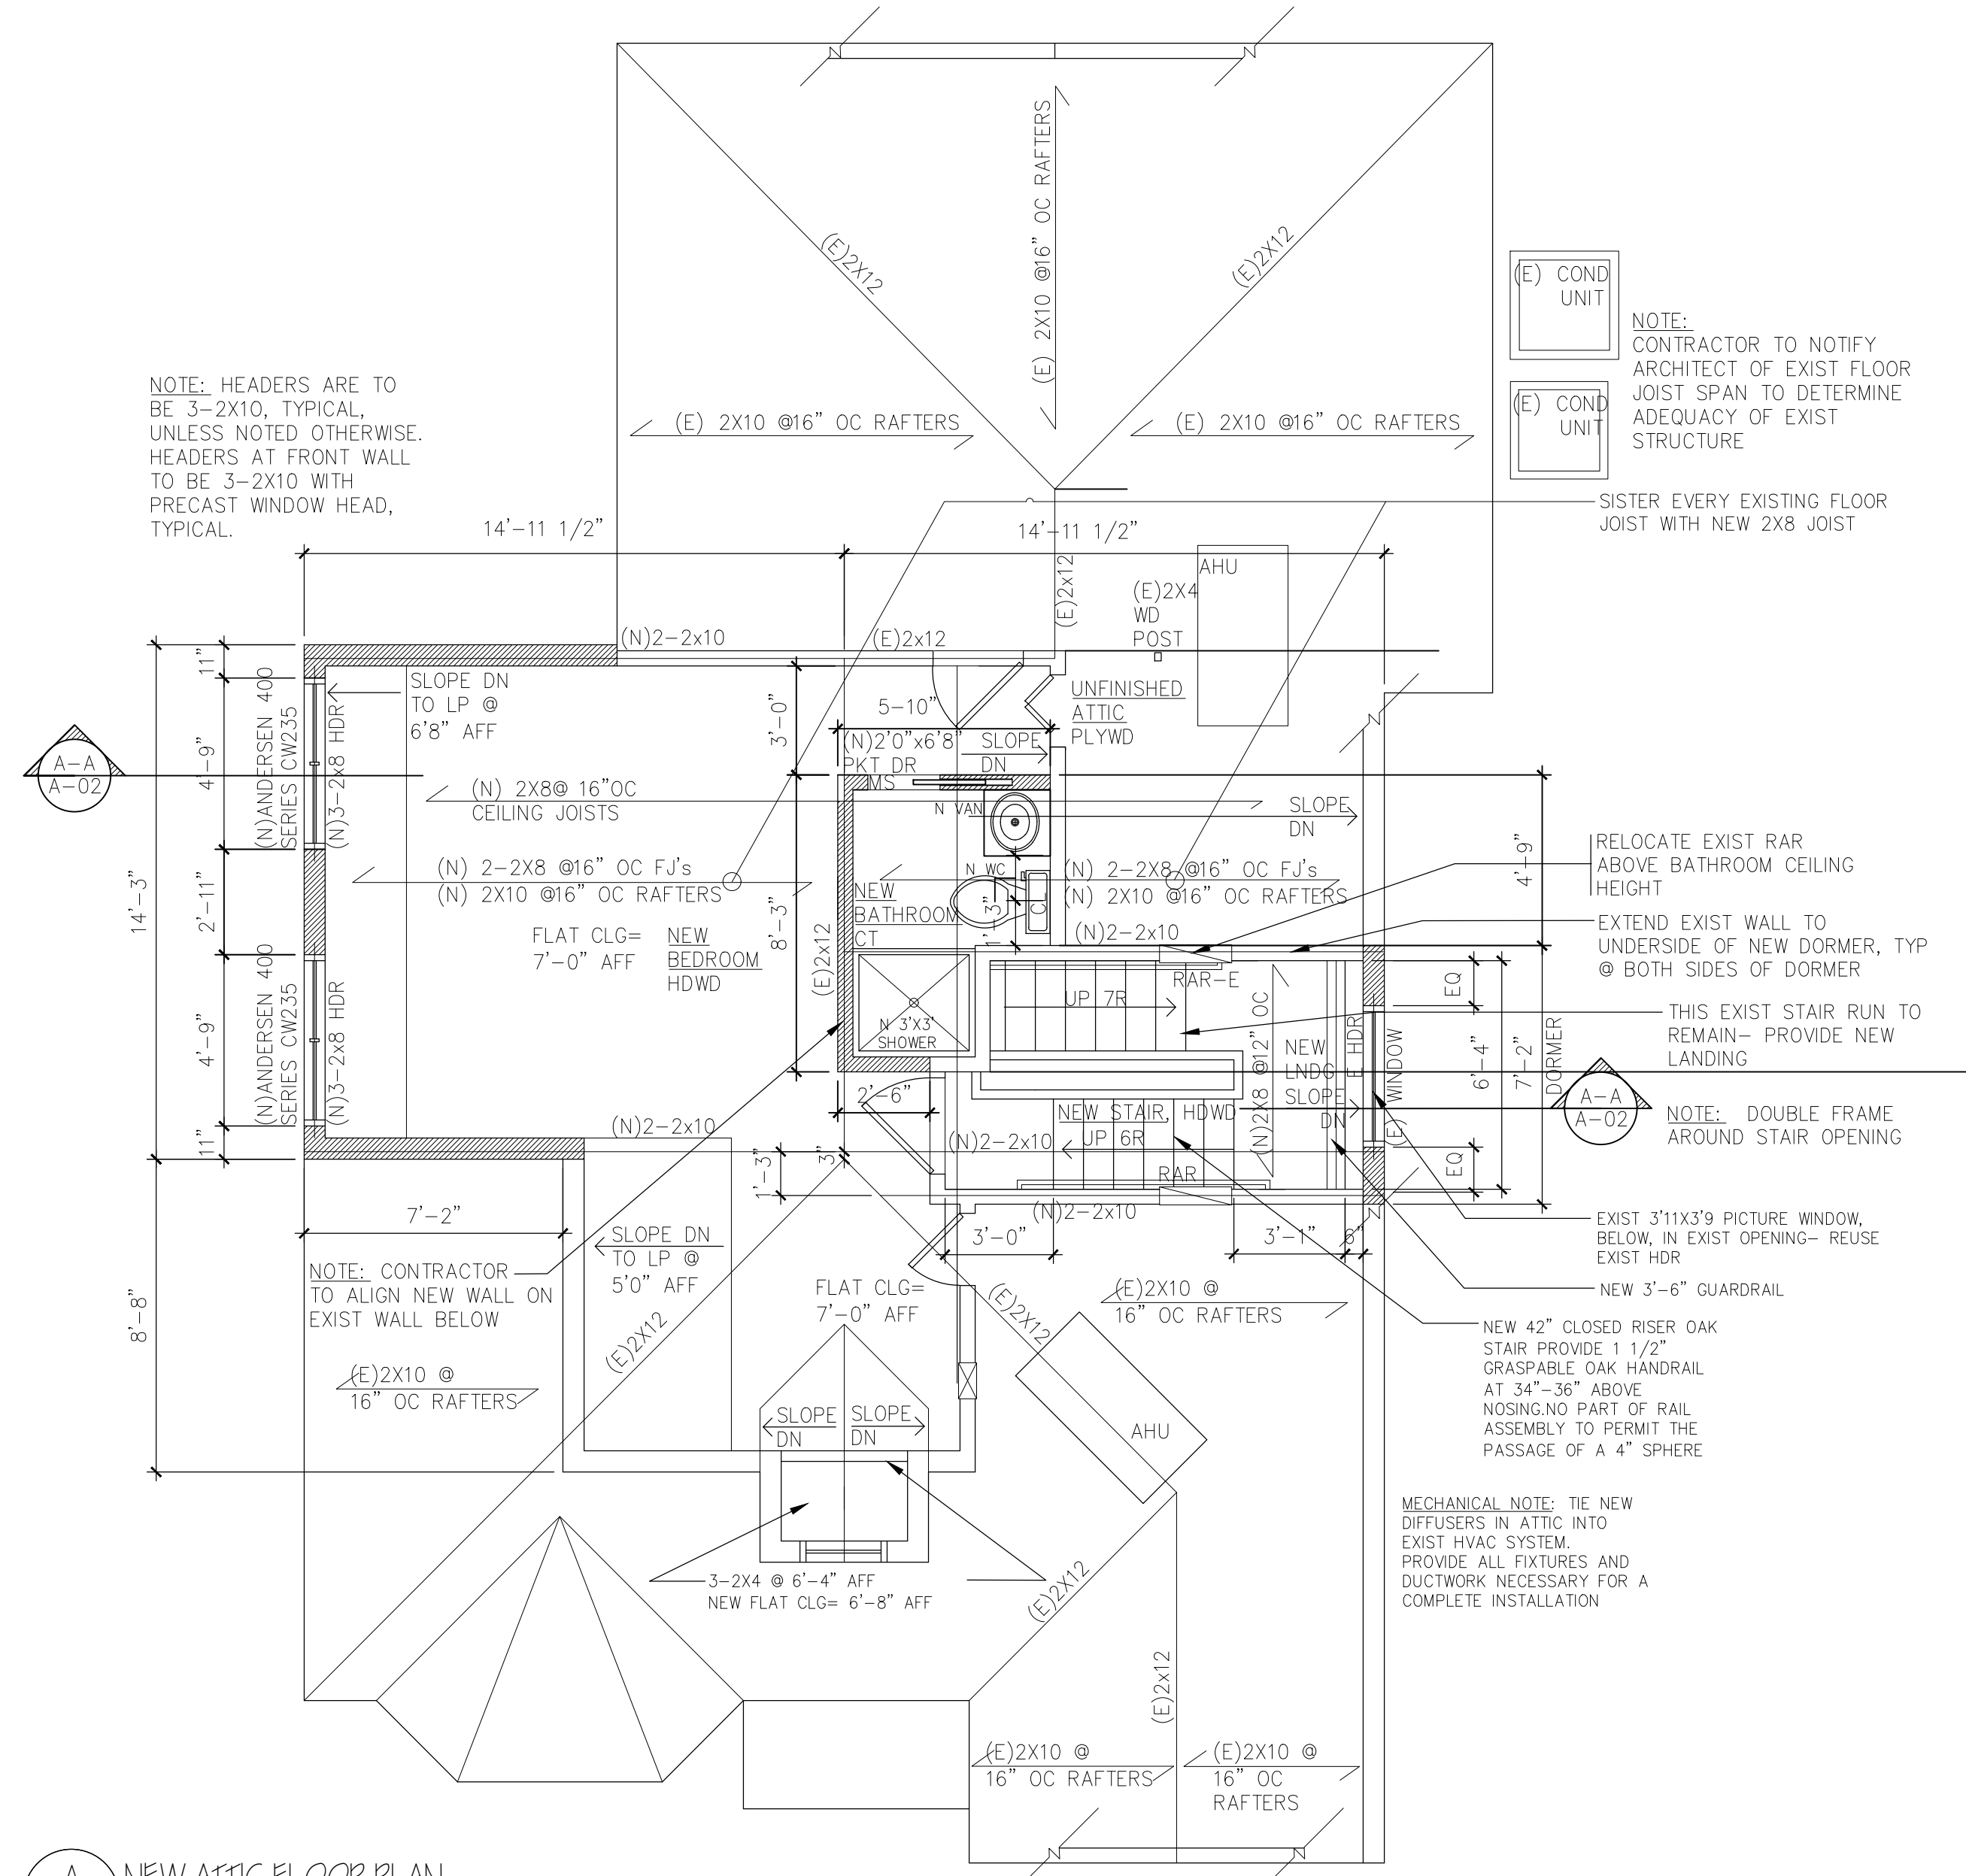 (E) 2X10 @16" OC RAFTERS
(E)2X12
(E)2X12
(E) COND
UNIT
(E) COND
UNIT
NOTE:
CONTRACTOR TO NOTIFY
ARCHITECT OF EXIST FLOOR
JOIST SPAN TO DETERMINE
ADEQUACY OF EXIST
STRUCTURE
NOTE: HEADERS ARE TO
BE 3-2X10, TYPICAL,
UNLESS NOTED OTHERWISE.
HEADERS AT FRONT WALL
TO BE 3-2X10 WITH
PRECAST WINDOW HEAD,
TYPICAL.
(E) 2X10 @16" OC RAFTERS
(E) 2X10 @16" OC RAFTERS
SISTER EVERY EXISTING FLOOR
JOIST WITH NEW 2X8 JOIST
14'-11 1/2"
14'-11 1/2"
AHU
(E)2x12
(E)2X4
WD
POST
(N)2-2x10
(E)2x12
11"
4'-9"
2'-11"
4'-9"
11"
14'-3"
8'-8"
(N)ANDERSEN 400
SERIES CW235
(N)3-2x8 HDR
SLOPE DN
TO LP @
6'8" AFF
3'-0"
5-10"
UNFINISHED
ATTIC
PLYWD
(N)2'0"x6'8"
PKT DR
SLOPE
DN
MS
A-A
A-02
(N) 2X8@ 16"OC
CEILING JOISTS
N VAN
SLOPE
DN
4'-9"
(N) 2-2X8 @16" OC FJ's
(N) 2X10 @16" OC RAFTERS
N WC
(N) 2-2X8 @16" OC FJ's
(N) 2X10 @16" OC RAFTERS
CL
1'-3"
NEW
BATHROOM
CT
8'-3"
(E)2x12
FLAT CLG=
7'-0" AFF
NEW
BEDROOM
HDWD
(N)2-2x10
RELOCATE EXIST RAR
ABOVE BATHROOM CEILING
HEIGHT
EXTEND EXIST WALL TO
UNDERSIDE OF NEW DORMER, TYP
@ BOTH SIDES OF DORMER
RAR-E
UP 7R
(N)ANDERSEN 400
SERIES CW235
(N)3-2x8 HDR
N 3'X3'
SHOWER
(N)2X8 @12" OC
NEW
LNDG
SLOPE
DN
E HDR
(E) WINDOW
EQ
EQ
6'-4"
7'-2"
DORMER
THIS EXIST STAIR RUN TO
REMAIN- PROVIDE NEW
LANDING
A-A
A-02
NOTE: DOUBLE FRAME
AROUND STAIR OPENING
2'-6"
NEW STAIR, HDWD
UP 6R
(N)2-2x10
(N)2-2x10
RAR
(N)2-2x10
1'-3"
3"
7'-2"
3'-0"
3'-1"
6"
EXIST 3'11X3'9 PICTURE WINDOW,
BELOW, IN EXIST OPENING- REUSE
EXIST HDR
NEW 3'-6" GUARDRAIL
NOTE: CONTRACTOR
TO ALIGN NEW WALL ON
EXIST WALL BELOW
SLOPE DN
TO LP @
5'0" AFF
FLAT CLG=
7'-0" AFF
(E)2X12
(E)2X12
(E)2X10 @
16" OC RAFTERS
(E)2X10 @
16" OC RAFTERS
NEW 42" CLOSED RISER OAK
STAIR PROVIDE 1 1/2"
GRASPABLE OAK HANDRAIL
AT 34"-36" ABOVE
NOSING.NO PART OF RAIL
ASSEMBLY TO PERMIT THE
PASSAGE OF A 4" SPHERE
SLOPE
DN
SLOPE
DN
AHU
MECHANICAL NOTE: TIE NEW
DIFFUSERS IN ATTIC INTO
EXIST HVAC SYSTEM.
PROVIDE ALL FIXTURES AND
DUCTWORK NECESSARY FOR A
COMPLETE INSTALLATION
3-2X4 @ 6'-4" AFF
NEW FLAT CLG= 6'-8" AFF
(E)2X12
(E)2x12
(E)2X10 @
16" OC RAFTERS
(E)2X10 @
16" OC
RAFTERS
A
NEW ATTIC FLOOR PLAN